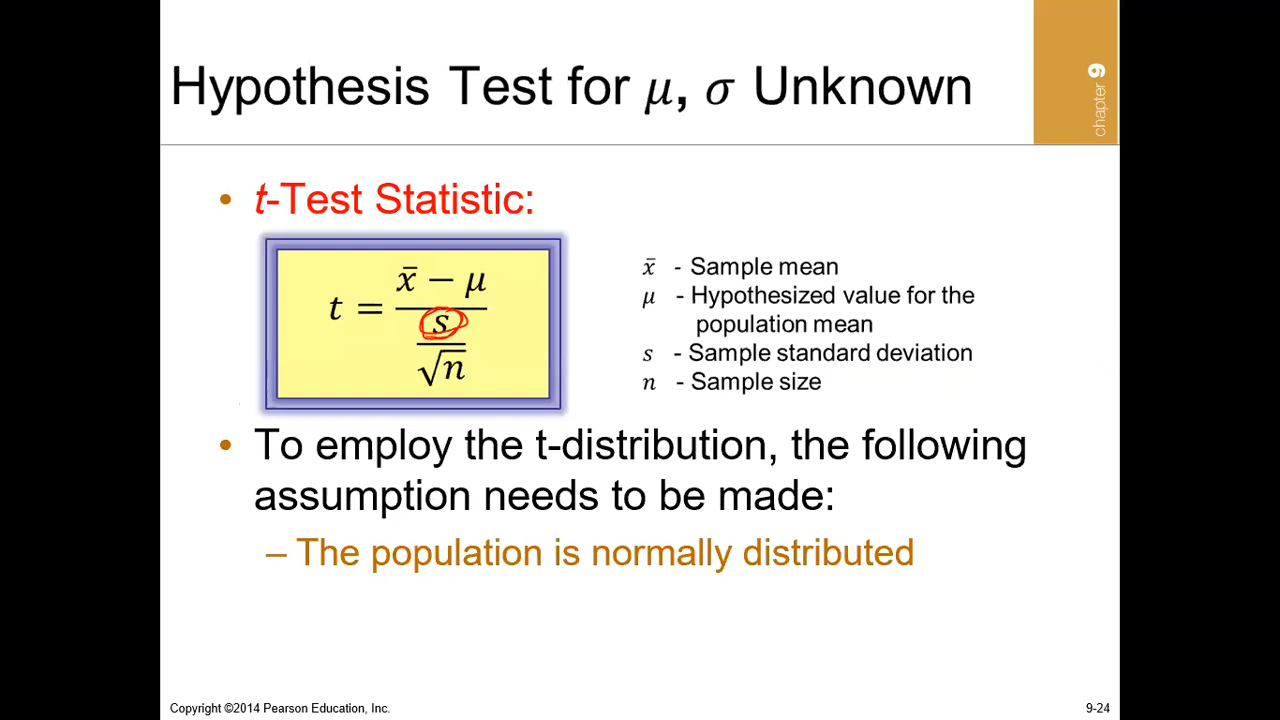 Hypothesis Test for μ, σ Unknown
chapter 9
• t-Test Statistic:
t = (x̄ − μ) / (s / √n)
x̄ - Sample mean
μ - Hypothesized value for the
population mean
s - Sample standard deviation
n - Sample size
• To employ the t-distribution, the following
assumption needs to be made:
– The population is normally distributed
Copyright ©2014 Pearson Education, Inc.
9-24